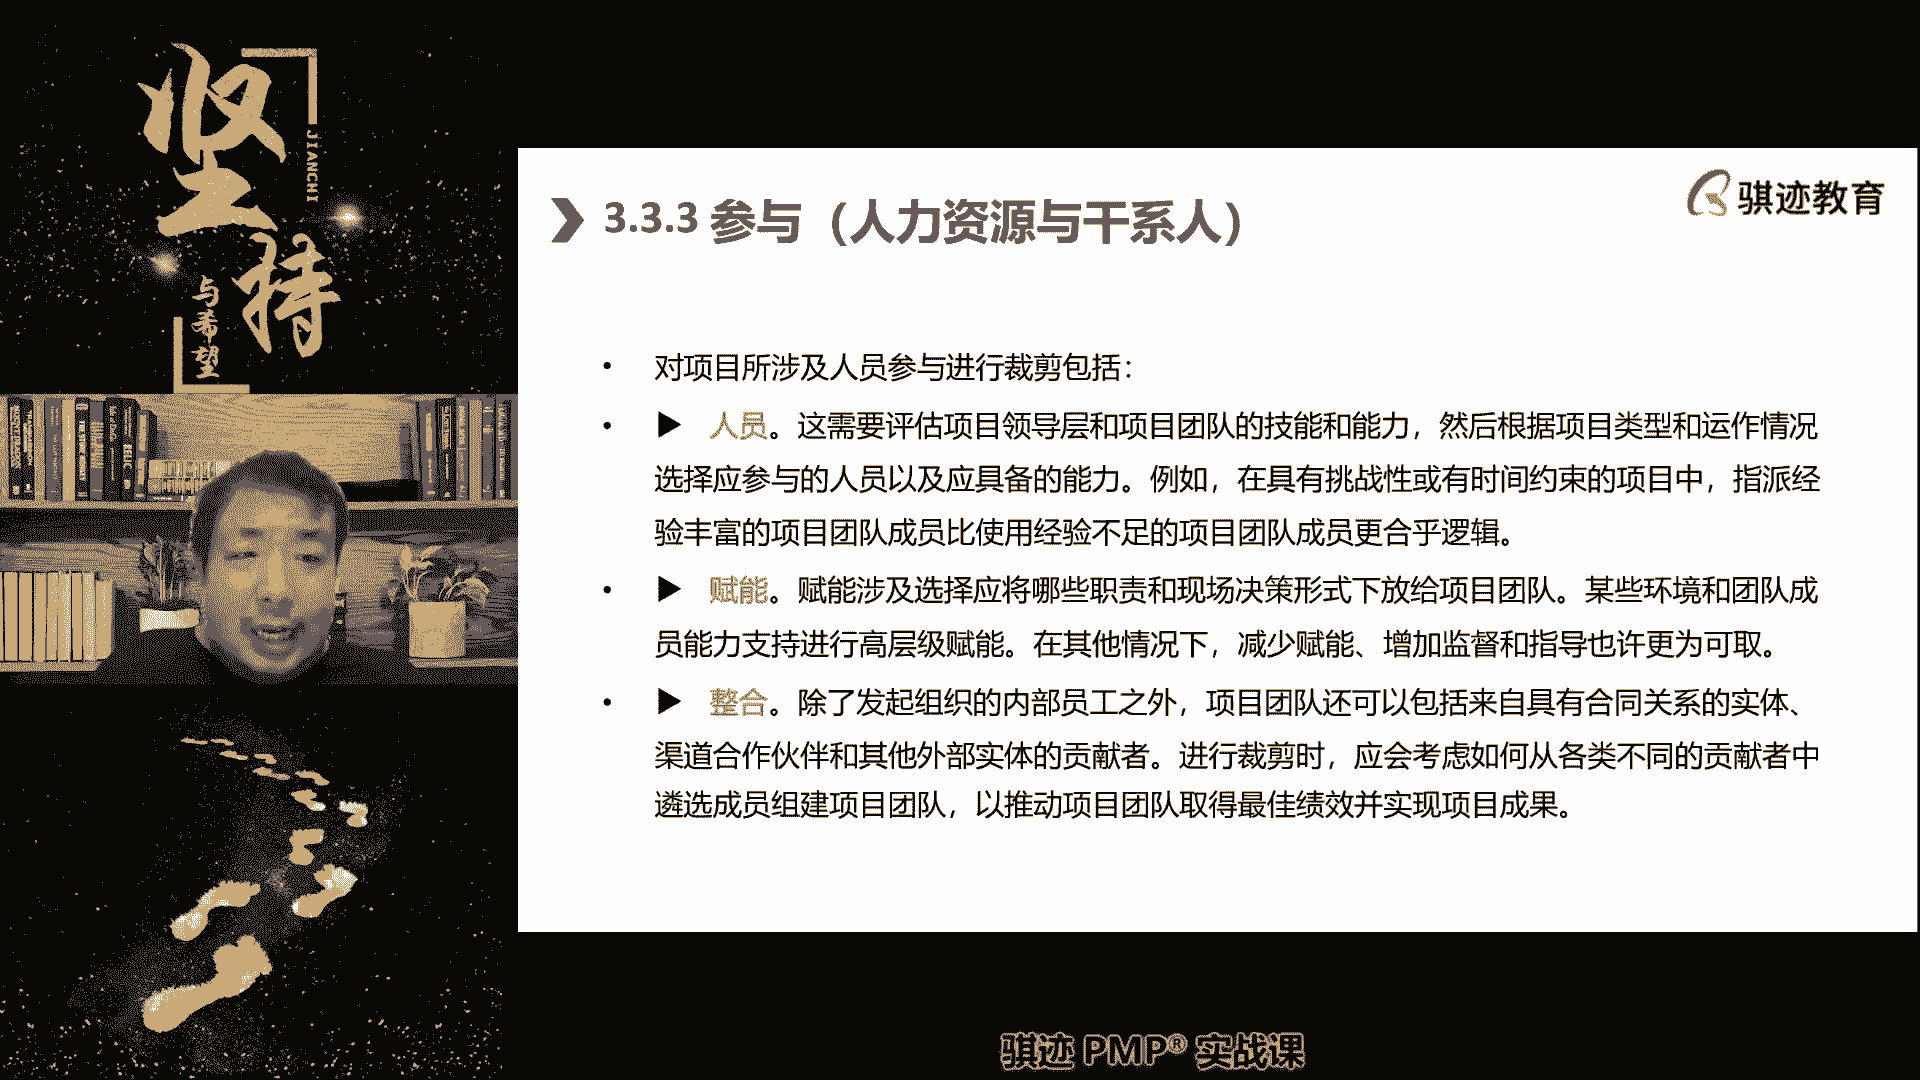 坚持
JIANCHI
与希望
骐迹教育
3.3.3 参与（人力资源与干系人）
• 对项目所涉及人员参与进行裁剪包括：
• ▶ 人员。这需要评估项目领导层和项目团队的技能和能力，然后根据项目类型和运作情况
选择应参与的人员以及应具备的能力。例如，在具有挑战性或有时间约束的项目中，指派经
验丰富的项目团队成员比使用经验不足的项目团队成员更合乎逻辑。
• ▶ 赋能。赋能涉及选择应将哪些职责和现场决策形式下放给项目团队。某些环境和团队成
员能力支持进行高层级赋能。在其他情况下，减少赋能、增加监督和指导也许更为可取。
• ▶ 整合。除了发起组织的内部员工之外，项目团队还可以包括来自具有合同关系的实体、
渠道合作伙伴和其他外部实体的贡献者。进行裁剪时，应会考虑如何从各类不同的贡献者中
遴选成员组建项目团队，以推动项目团队取得最佳绩效并实现项目成果。
骐迹 PMP® 实战课